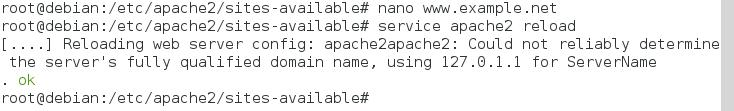 root@debian:/etc/apache2/sites-available# nano www.example.net
root@debian:/etc/apache2/sites-available# service apache2 reload
[....] Reloading web server config: apache2apache2: Could not reliably determine
 the server's fully qualified domain name, using 127.0.1.1 for ServerName
. ok
root@debian:/etc/apache2/sites-available#